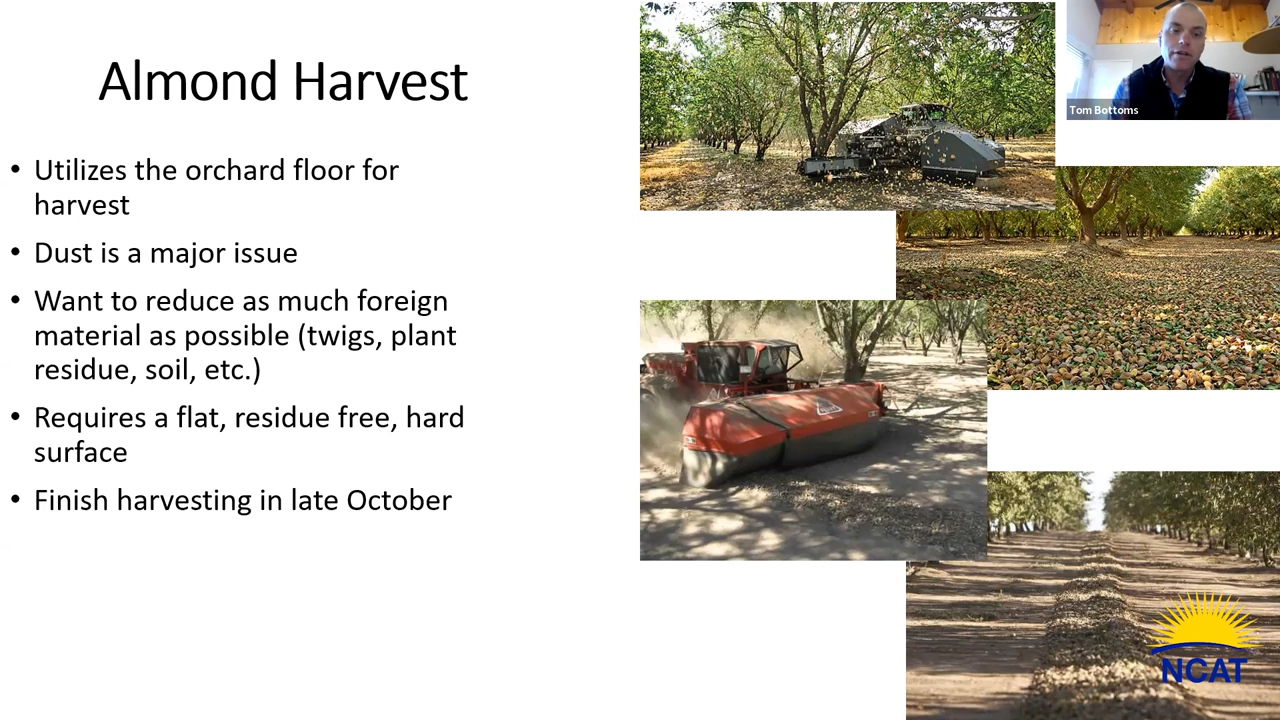 Almond Harvest
Tom Bottoms
• Utilizes the orchard floor for
harvest
• Dust is a major issue
• Want to reduce as much foreign
material as possible (twigs, plant
residue, soil, etc.)
• Requires a flat, residue free, hard
surface
• Finish harvesting in late October
NCAT